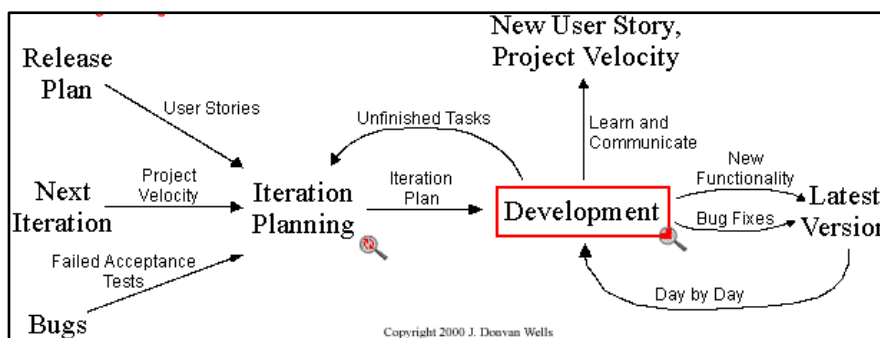 New User Story,
Project Velocity
Release
Plan
User Stories
Unfinished Tasks
Learn and
Communicate
Next
Iteration
Project
Velocity
Iteration
Planning
Iteration
Plan
Development
New
Functionality
Bug Fixes
Latest
Version
Failed Acceptance
Tests
Bugs
Day by Day
Copyright 2000 J. Donvan Wells